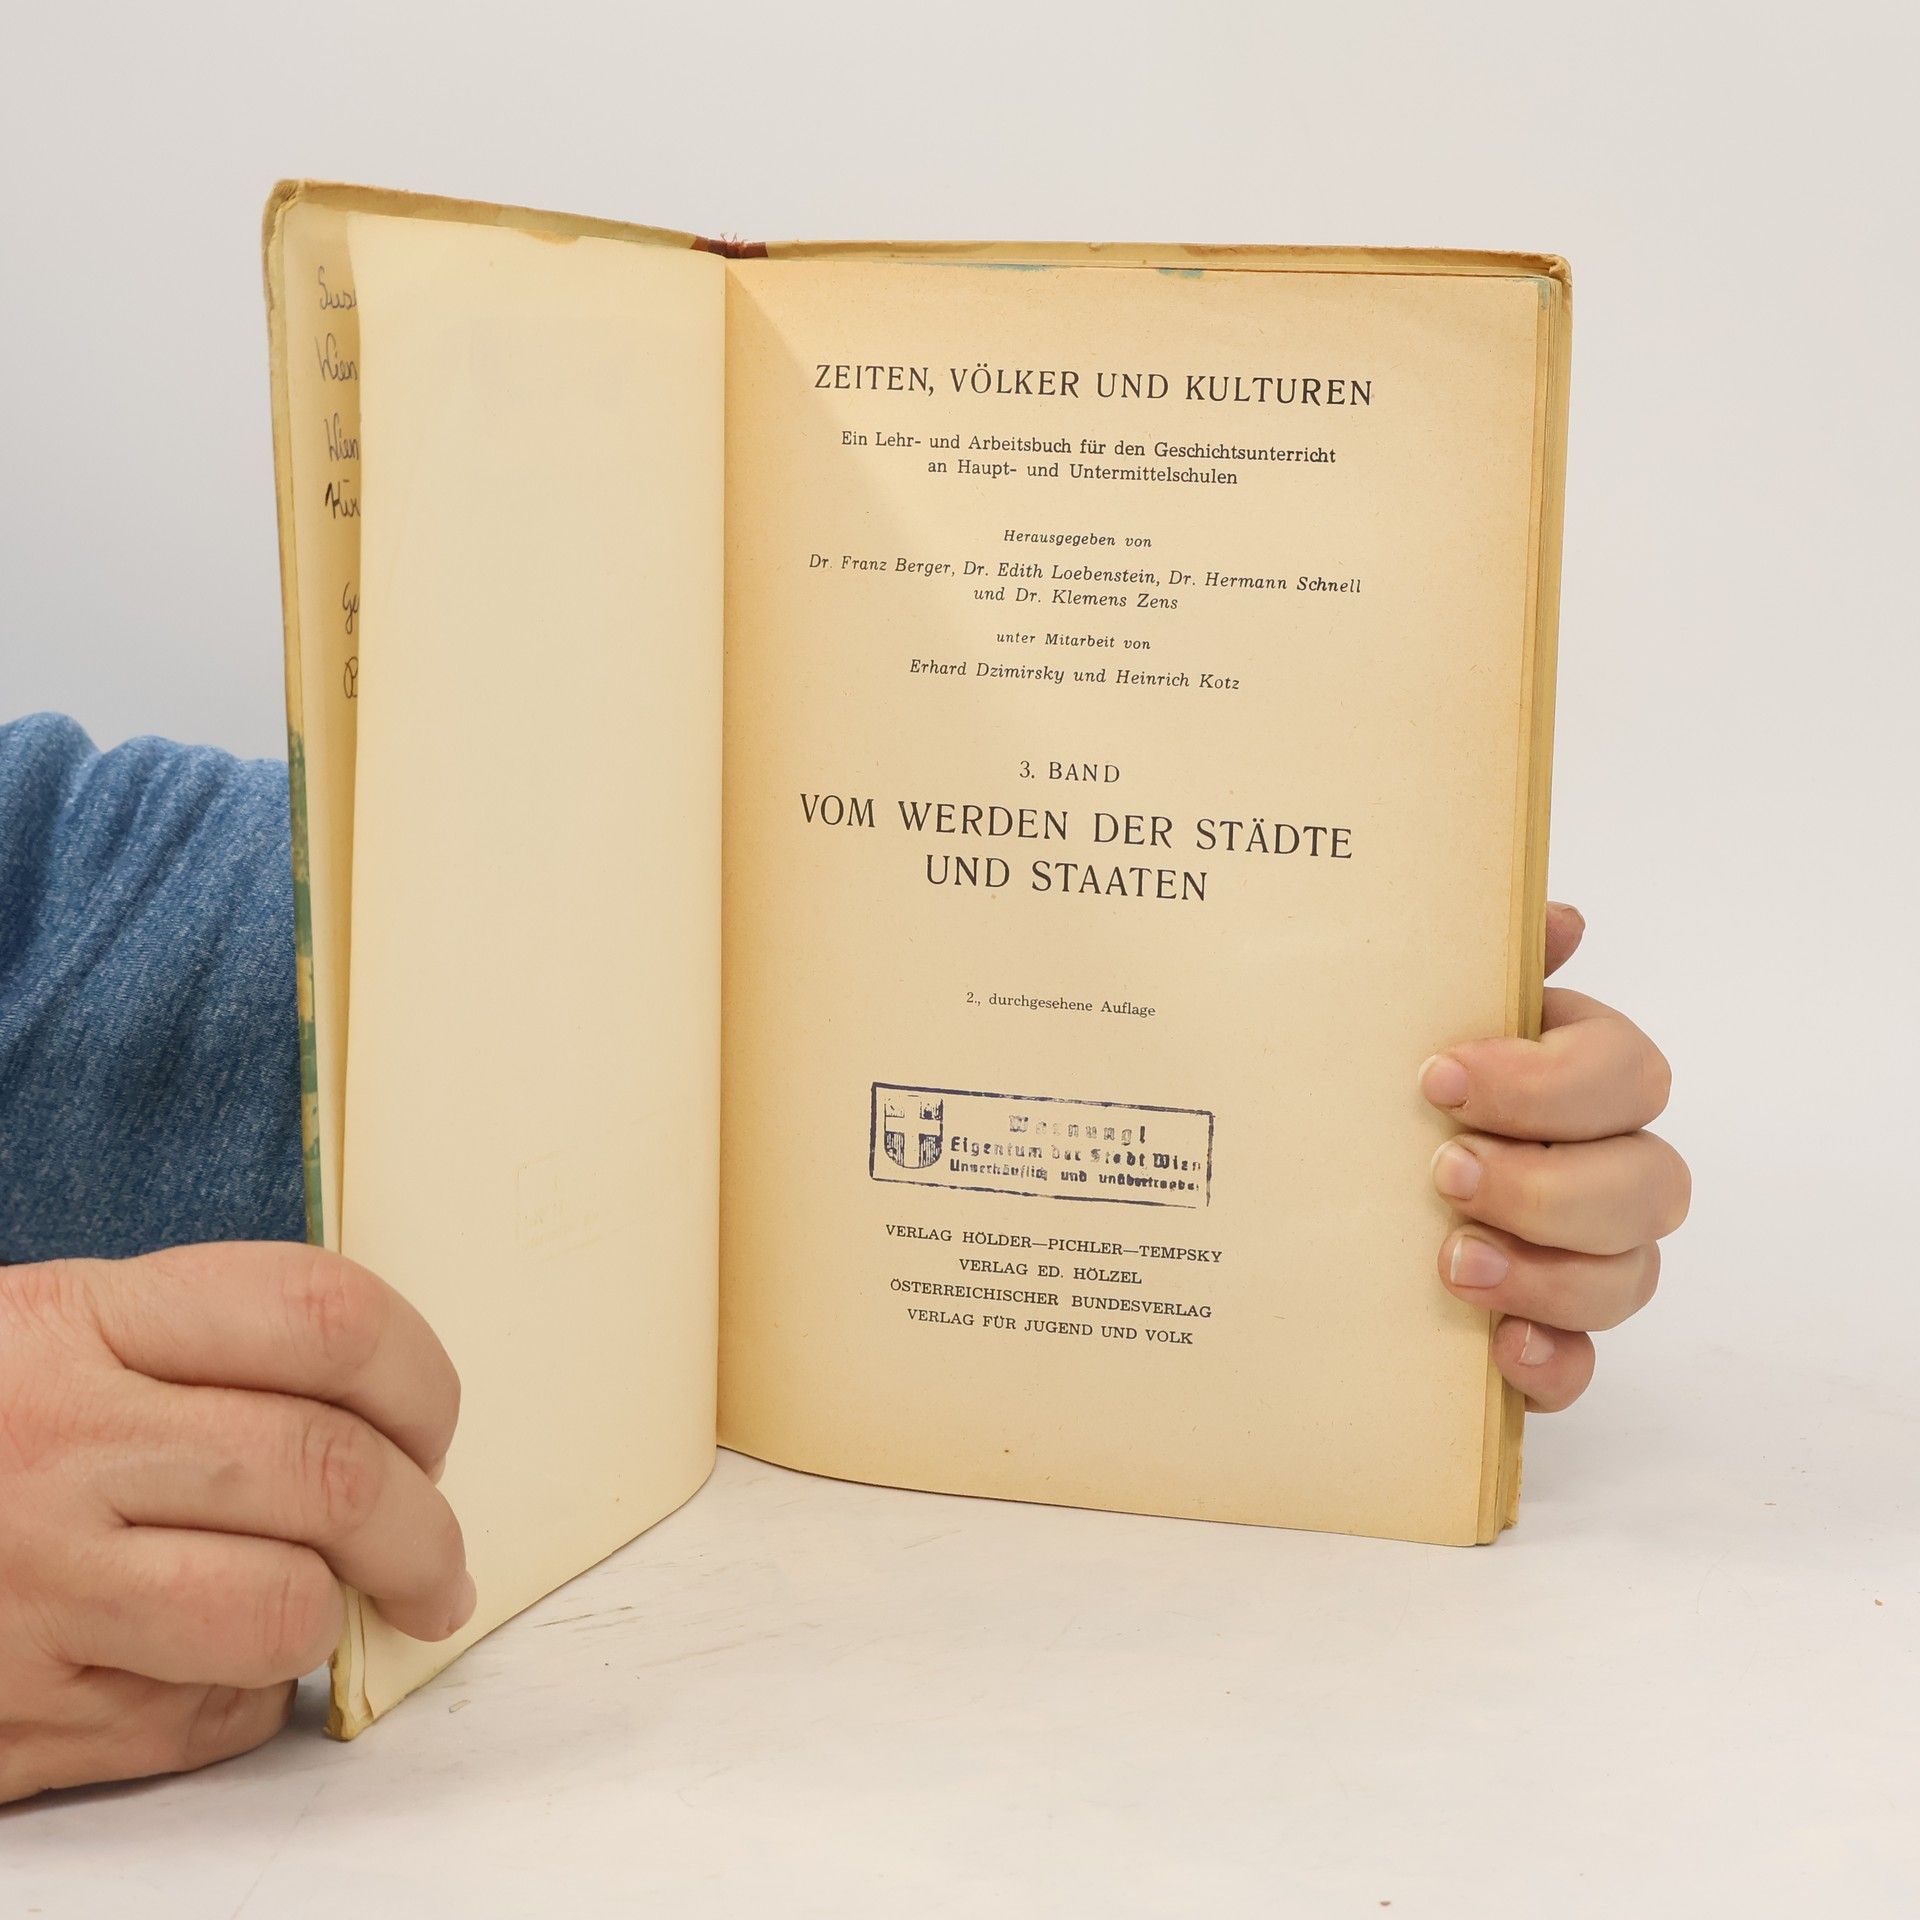 Wien
Wien
ZEITEN, VÖLKER UND KULTUREN
Ein Lehr- und Arbeitsbuch für den Geschichtsunterricht
an Haupt- und Untermittelschulen
Herausgegeben von
Dr. Franz Berger, Dr. Edith Loebenstein, Dr. Hermann Schnell
und Dr. Klemens Zens
unter Mitarbeit von
Erhard Dzimirsky und Heinrich Kotz
3. BAND
VOM WERDEN DER STÄDTE
UND STAATEN
2., durchgesehene Auflage
Warnung!
Eigentum der Stadt Wien
Unverkäuflich und
VERLAG HÖLDER—PICHLER—TEMPSKY
VERLAG ED. HÖLZEL
ÖSTERREICHISCHER BUNDESVERLAG
VERLAG FÜR JUGEND UND VOLK